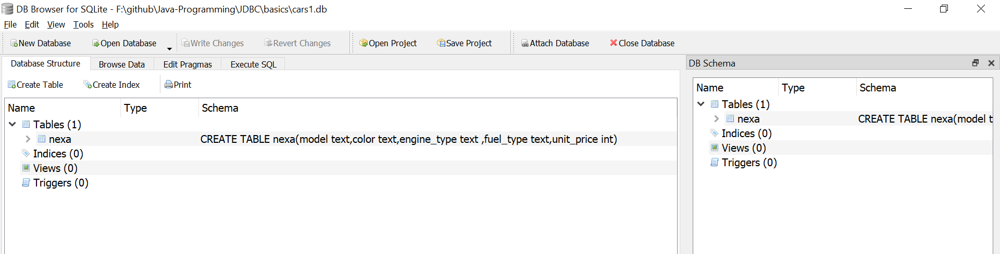 DB Browser for SQLite - F:\github\Java-Programming\JDBC\basics\cars1.db
File Edit View Tools Help
New Database Open Database Write Changes Revert Changes Open Project Save Project Attach Database Close Database
Database Structure Browse Data Edit Pragmas Execute SQL
Create Table Create Index Print
Name Type Schema
Tables (1)
nexa CREATE TABLE nexa(model text,color text,engine_type text ,fuel_type text,unit_price int)
Indices (0)
Views (0)
Triggers (0)
DB Schema
Name Type Schema
Tables (1)
nexa CREATE TABLE nexa(model t
Indices (0)
Views (0)
Triggers (0)